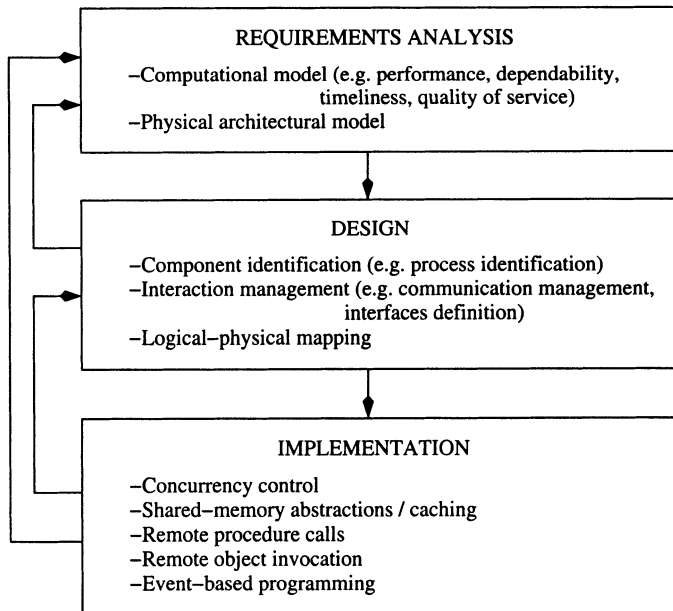 REQUIREMENTS ANALYSIS
–Computational model (e.g. performance, dependability,
timeliness, quality of service)
–Physical architectural model
DESIGN
–Component identification (e.g. process identification)
–Interaction management (e.g. communication management,
interfaces definition)
–Logical–physical mapping
IMPLEMENTATION
–Concurrency control
–Shared–memory abstractions / caching
–Remote procedure calls
–Remote object invocation
–Event–based programming